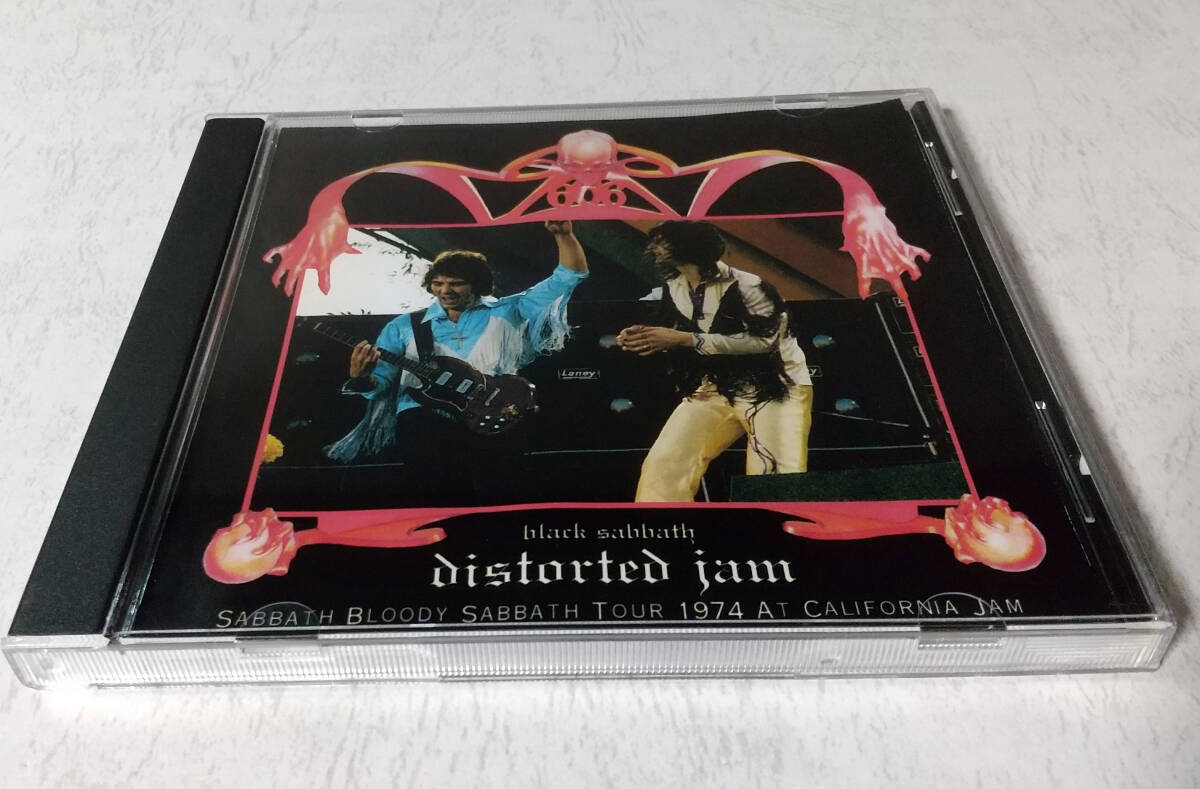 666
Laney
black sabbath
distorted jam
SABBATH BLOODY SABBATH TOUR 1974 AT CALIFORNIA JAM